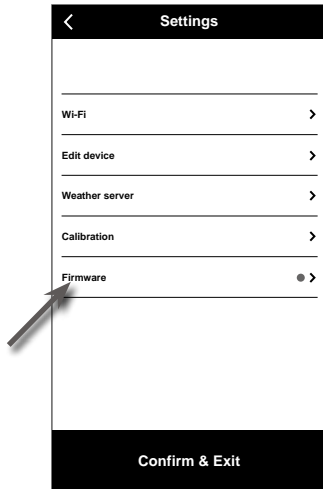 Settings
Wi-Fi
Edit device
Weather server
Calibration
Firmware
Confirm & Exit